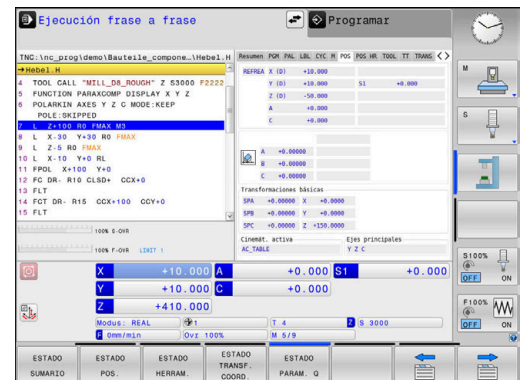 Ejecución frase a frase
Programar
TNC:\nc_prog\demo\Bauteile_compone…\Hebel.H
→Hebel.H
4 TOOL CALL "MILL_D8_ROUGH" Z S3000 F2222
5 FUNCTION PARAXCOMP DISPLAY X Y Z
6 POLARKIN AXES Y Z C MODE:KEEP
POLE:SKIPPED
7 L Z+100 R0 FMAX M3
8 L X-30 Y+30 R0 FMAX
9 L Z-5 R0 FMAX
10 L X-10 Y+0 RL
11 FPOL X+100 Y+0
12 FC DR- R10 CLSD+ CCX+0
13 FLT
14 FCT DR- R15 CCX+100 CCY+0
15 FLT
100% S-OVR
100% F-OVR LIMIT 1
Resumen PGM PAL LBL CYC M POS POS HR TOOL TT TRANS
REFREA X (D) +10.000
Y (D) +10.000 S1 +0.000
Z (D) -50.000
A +0.000
C +0.000
A +0.00000
B +0.00000
C +0.00000
Transformaciones básicas
SPA +0.00000 X +0.0000
SPB +0.00000 Y +0.0000
SPC +0.00000 Z -150.0000
Cinemát. activa Ejes principales
AC_TABLE Y Z C
X +10.000 A +0.000 S1 +0.000
Y +10.000 C +0.000
Z +410.000
Modus: REAL 1 T 4 Z S 3000
F 0mm/min Ovr 100% M 5/9
M
S
S100%
OFF ON
F100%
OFF ON
ESTADO SUMARIO
ESTADO POS.
ESTADO HERRAM.
ESTADO TRANSF. COORD.
ESTADO PARAM. Q